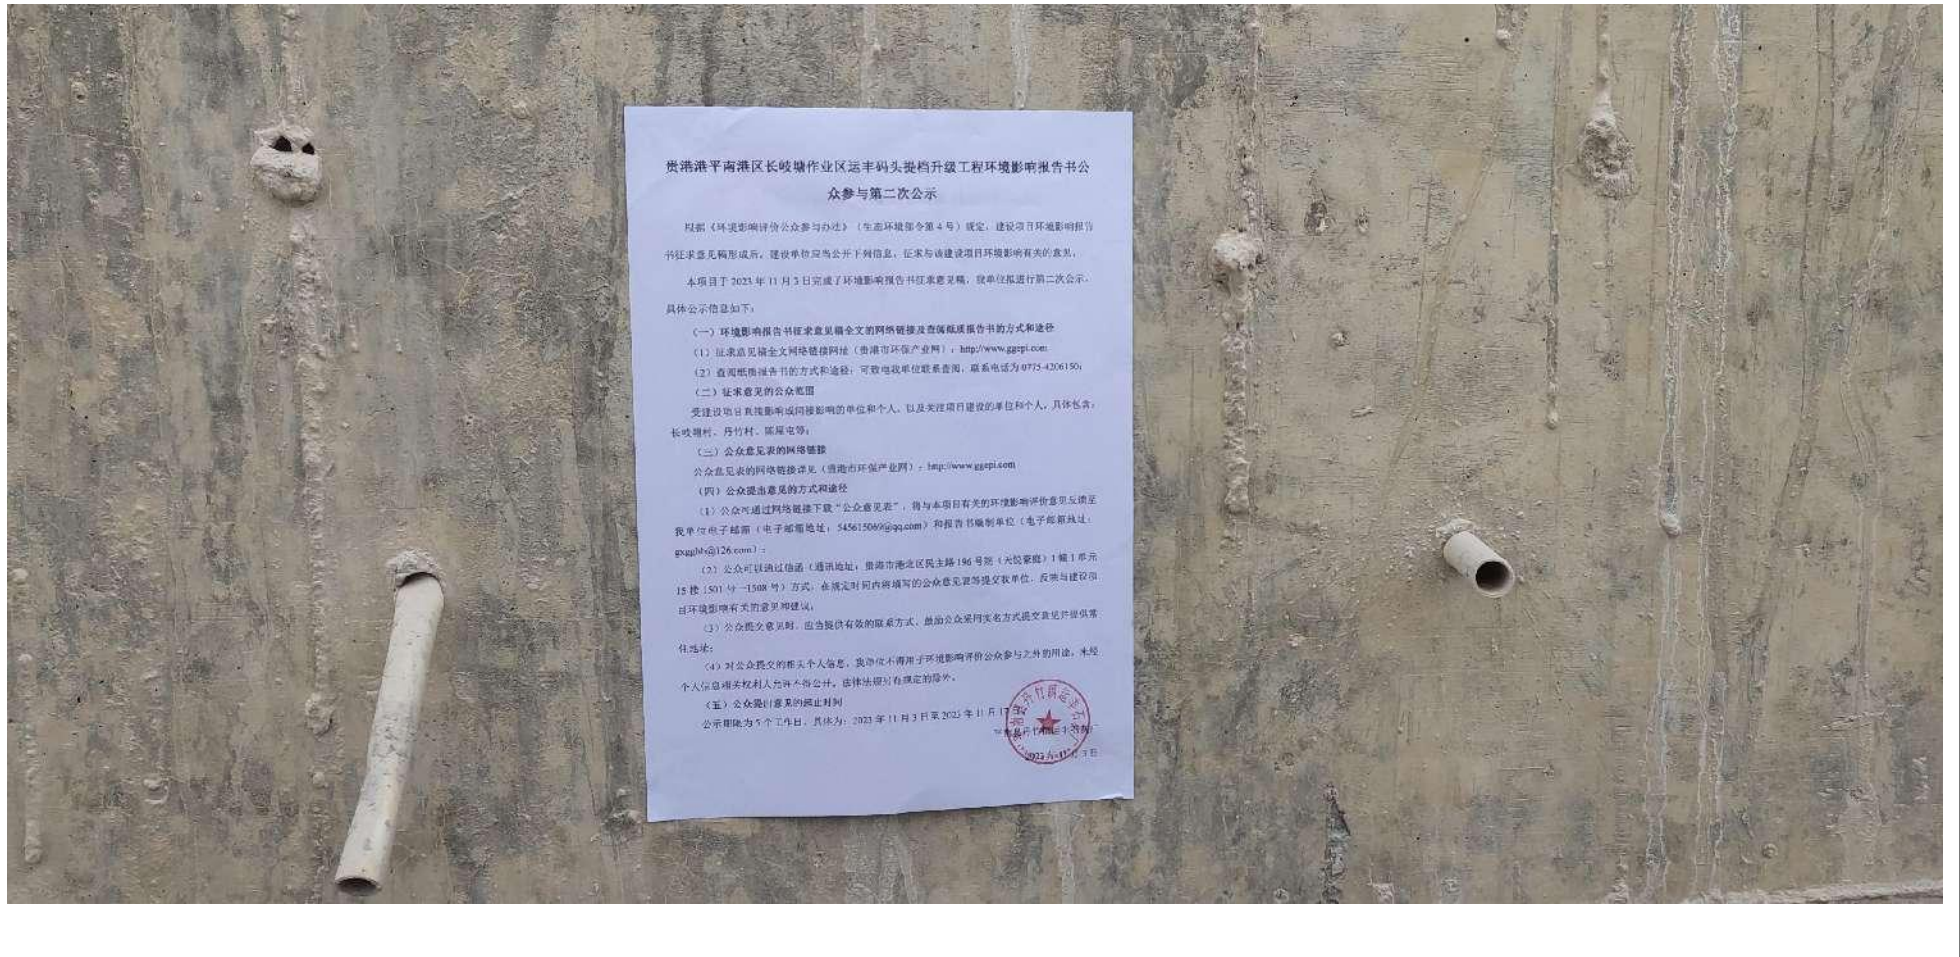 贵港港平南港区长岐塘作业区运丰码头提档升级工程环境影响报告书公
众参与第二次公示
根据《环境影响评价公众参与办法》（生态环境部令第4号）规定，建设项目环境影响报告
书征求意见稿形成后，建设单位应当公开下列信息，征求与该建设项目环境影响有关的意见。
本项目于2023年11月3日完成了环境影响报告书征求意见稿，我单位拟进行第二次公示，
具体公示信息如下：
（一）环境影响报告书征求意见稿全文的网络链接及查阅纸质报告书的方式和途径
（1）征求意见稿全文网络链接网址（贵港市环保产业网）：http://www.ggepi.com;
（2）查阅纸质报告书的方式和途径：可致电我单位联系查阅，联系电话为0775-4206150;
（二）征求意见的公众范围
受建设项目直接影响或间接影响的单位和个人，以及关注项目建设的单位和个人，具体包含：
长岐塘村、丹竹村、陈屋屯等；
（三）公众意见表的网络链接
公众意见表的网络链接详见（贵港市环保产业网）：http://www.ggepi.com
（四）公众提出意见的方式和途径
（1）公众可通过网络链接下载“公众意见表”，将与本项目有关的环境影响评价意见反馈至
我单位电子邮箱（电子邮箱地址：545615069@qq.com）和报告书编制单位（电子邮箱地址：
gxgghb@126.com）；
（2）公众可以通过信函（通讯地址：贵港市港北区民主路196号院（天悦豪庭）1幢1单元
15楼1501号-1508号）方式，在规定时间内将填写的公众意见表等提交我单位，反映与建设项
目环境影响有关的意见和建议；
（3）公众提交意见时，应当提供有效的联系方式，鼓励公众采用实名方式提交意见并提供常
住地址；
（4）对公众提交的相关个人信息，我单位不得用于环境影响评价公众参与之外的用途，未经
个人信息相关权利人允许不得公开，法律法规另有规定的除外。
（五）公众提出意见的起止时间
公示期限为5个工作日，具体为：2023年11月3日至2023年11月17
3日